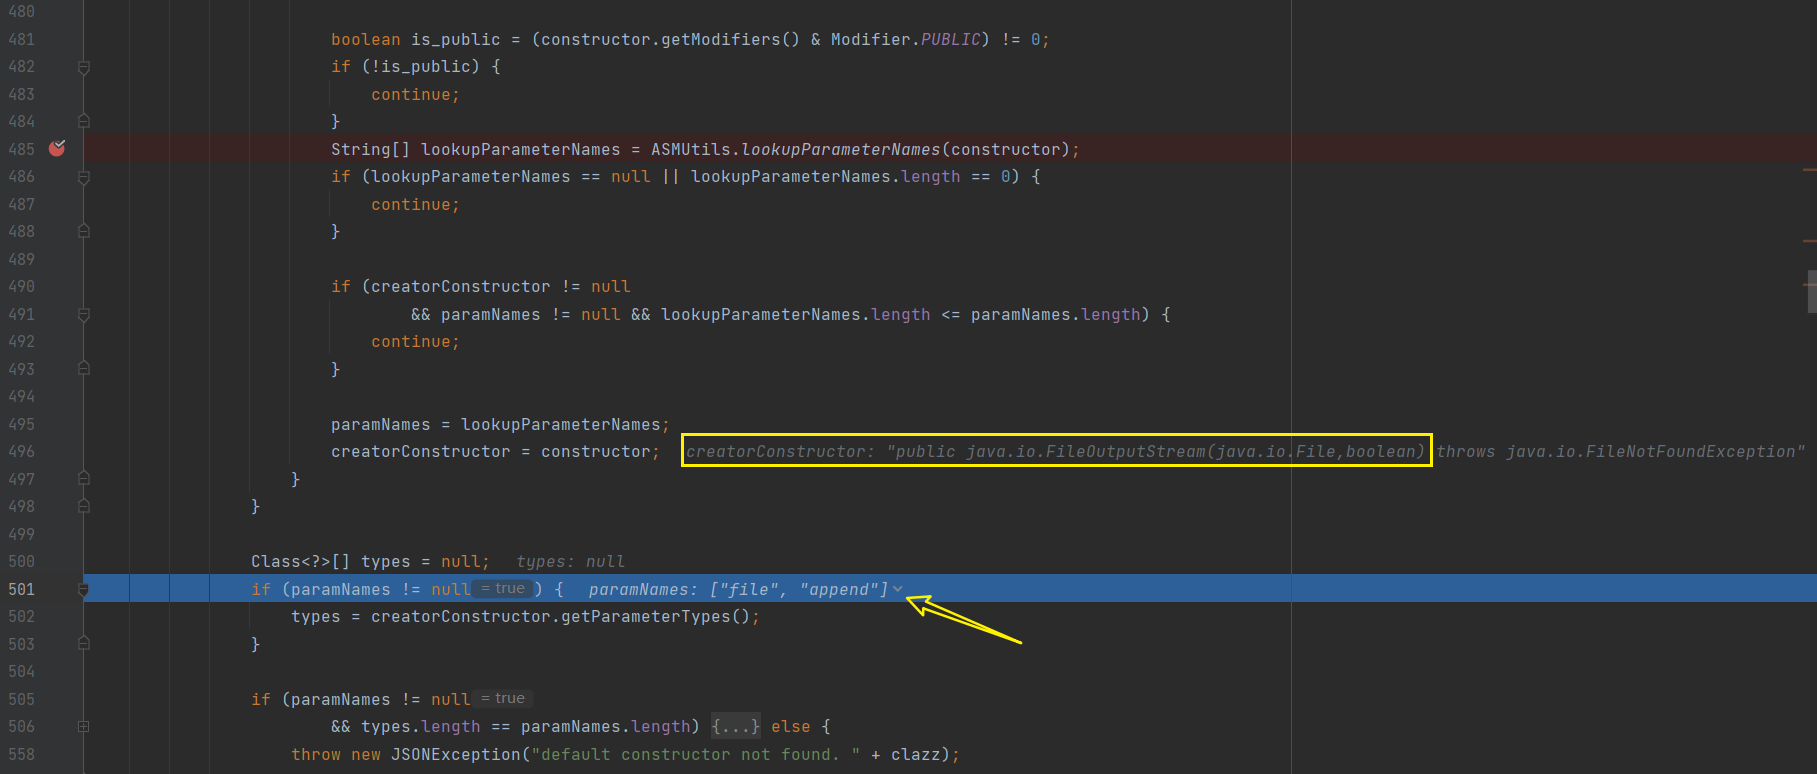 480
481 boolean is_public = (constructor.getModifiers() & Modifier.PUBLIC) != 0;
482 if (!is_public) {
483 continue;
484 }
485 String[] lookupParameterNames = ASMUtils.lookupParameterNames(constructor);
486 if (lookupParameterNames == null || lookupParameterNames.length == 0) {
487 continue;
488 }
489
490 if (creatorConstructor != null
491 && paramNames != null && lookupParameterNames.length <= paramNames.length) {
492 continue;
493 }
494
495 paramNames = lookupParameterNames;
496 creatorConstructor = constructor; creatorConstructor: "public java.io.FileOutputStream(java.io.File,boolean) throws java.io.FileNotFoundException"
497 }
498 }
499
500 Class<?>[] types = null; types: null
501 if (paramNames != null = true ) { paramNames: ["file", "append"]
502 types = creatorConstructor.getParameterTypes();
503 }
504
505 if (paramNames != null = true
506 && types.length == paramNames.length) {...} else {
558 throw new JSONException("default constructor not found. " + clazz);